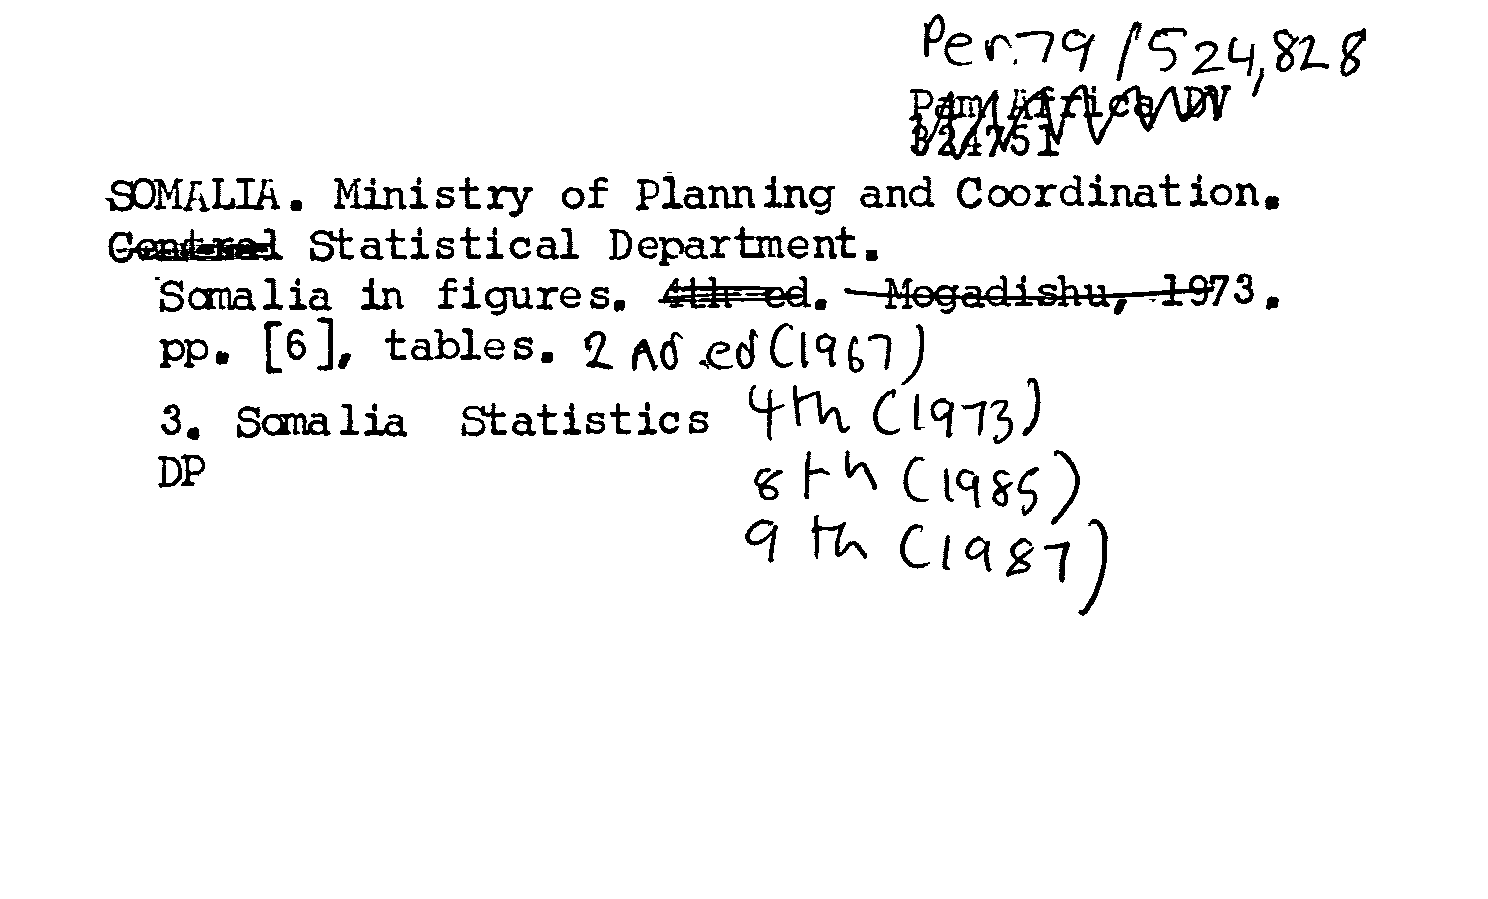 Per.79 / 524,828
Pam Africa DV
324751
SOMALIA. Ministry of Planning and Coordination.
Central Statistical Department.
Somalia in figures. 4th ed. - Mogadishu, 1973.
pp. [6], tables. 2nd ed (1967)
3. Somalia Statistics 4th (1973)
DP
8th (1985)
9th (1987)